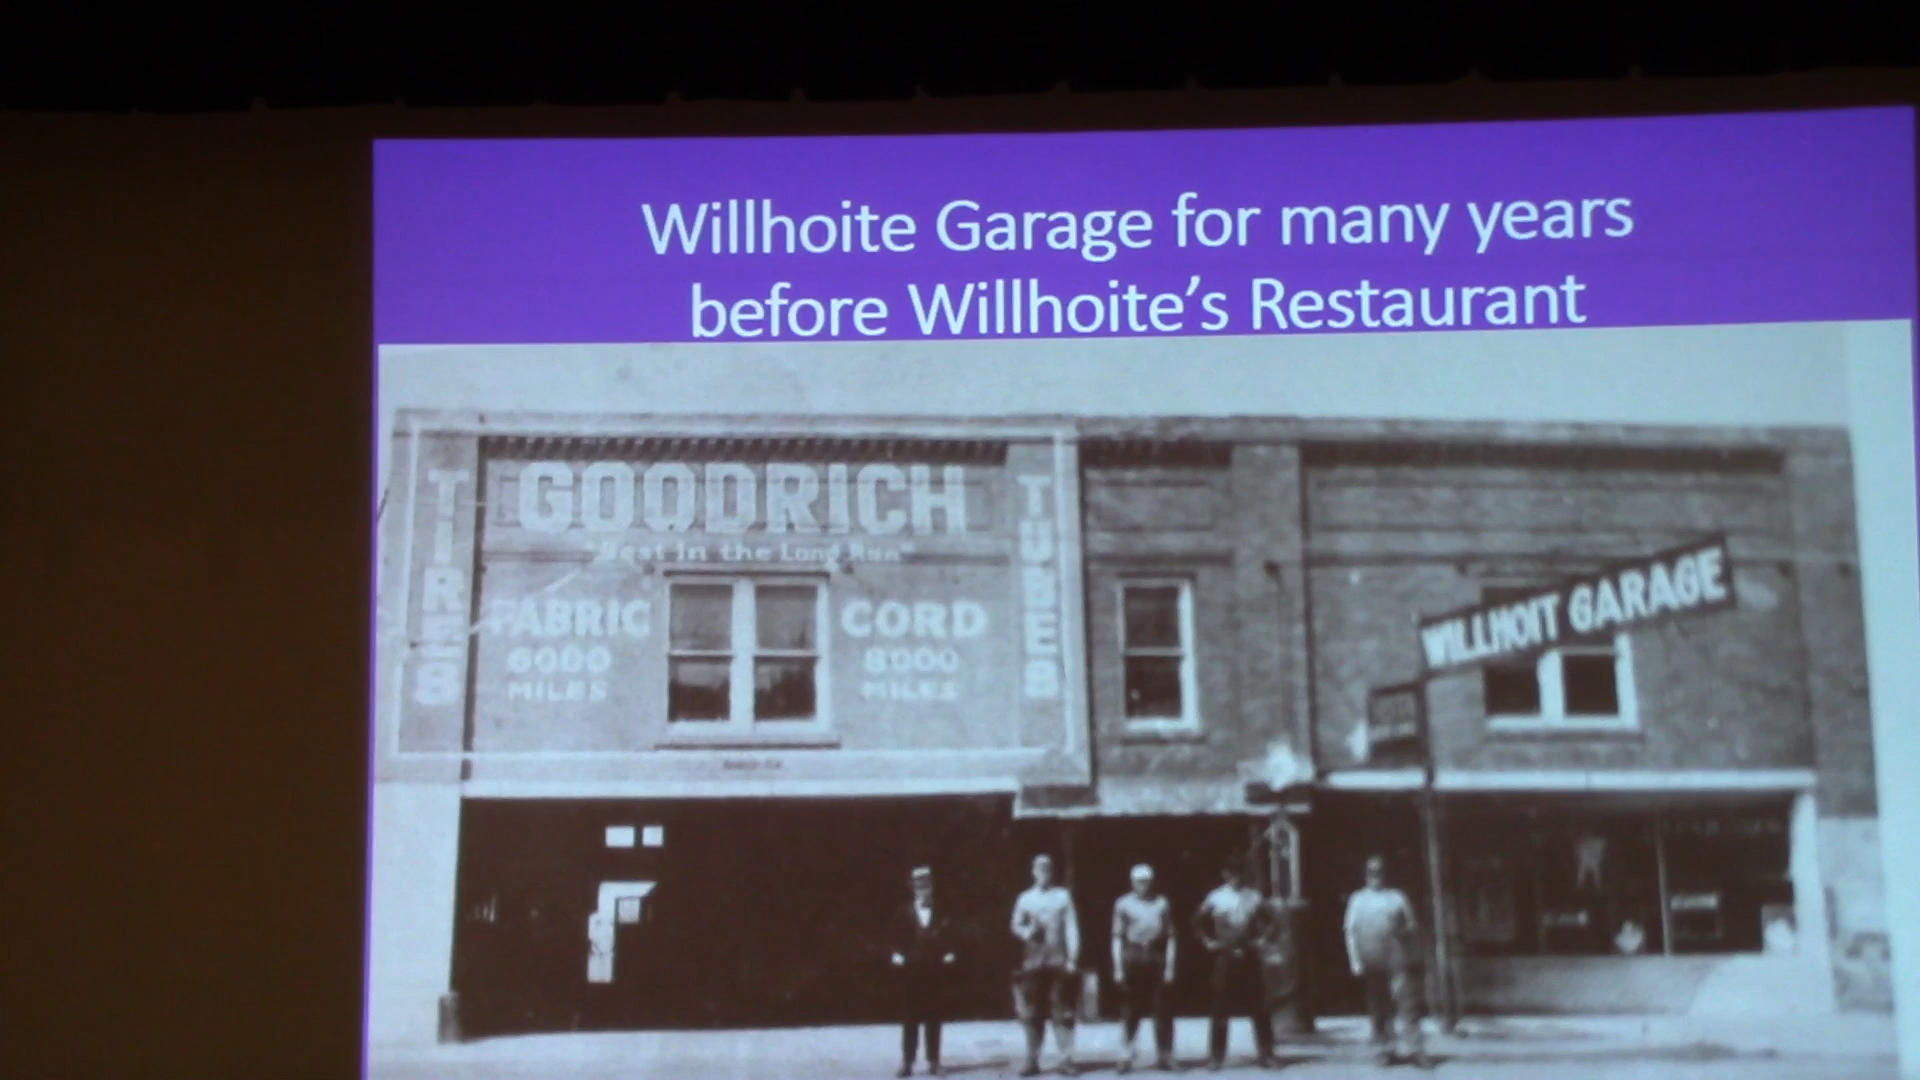 Willhoite Garage for many years
before Willhoite's Restaurant
GOODRICH
"Best in the Long Run"
TIRES
TUBES
FABRIC
6000
MILES
CORD
8000
MILES
WILLHOIT GARAGE